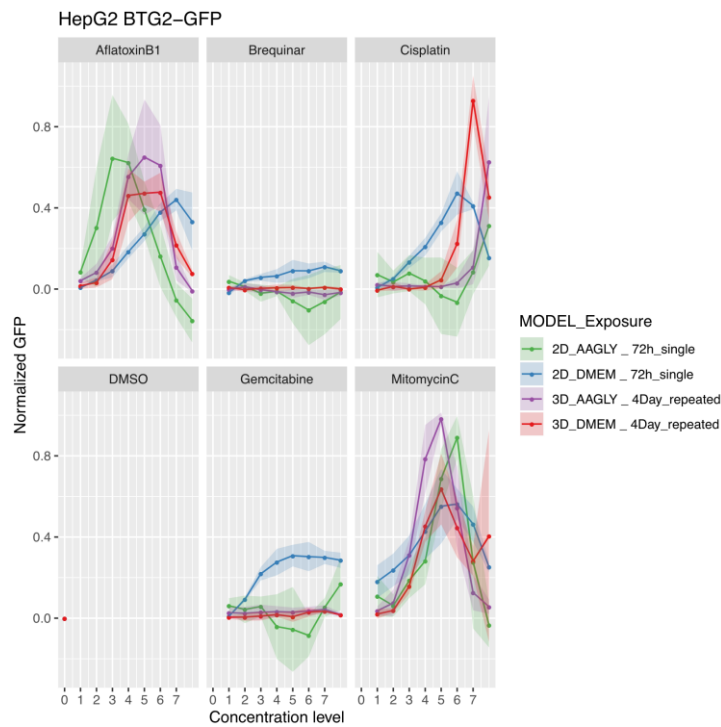 HepG2 BTG2-GFP
AflatoxinB1 Brequinar Cisplatin
0.8
0.4
0.0
DMSO Gemcitabine MitomycinC
0.8
0.4
0.0
0 1 2 3 4 5 6 7 0 1 2 3 4 5 6 7 0 1 2 3 4 5 6 7
Concentration level
Normalized GFP
MODEL_Exposure
2D_AAGLY _ 72h_single
2D_DMEM _ 72h_single
3D_AAGLY _ 4Day_repeated
3D_DMEM _ 4Day_repeated